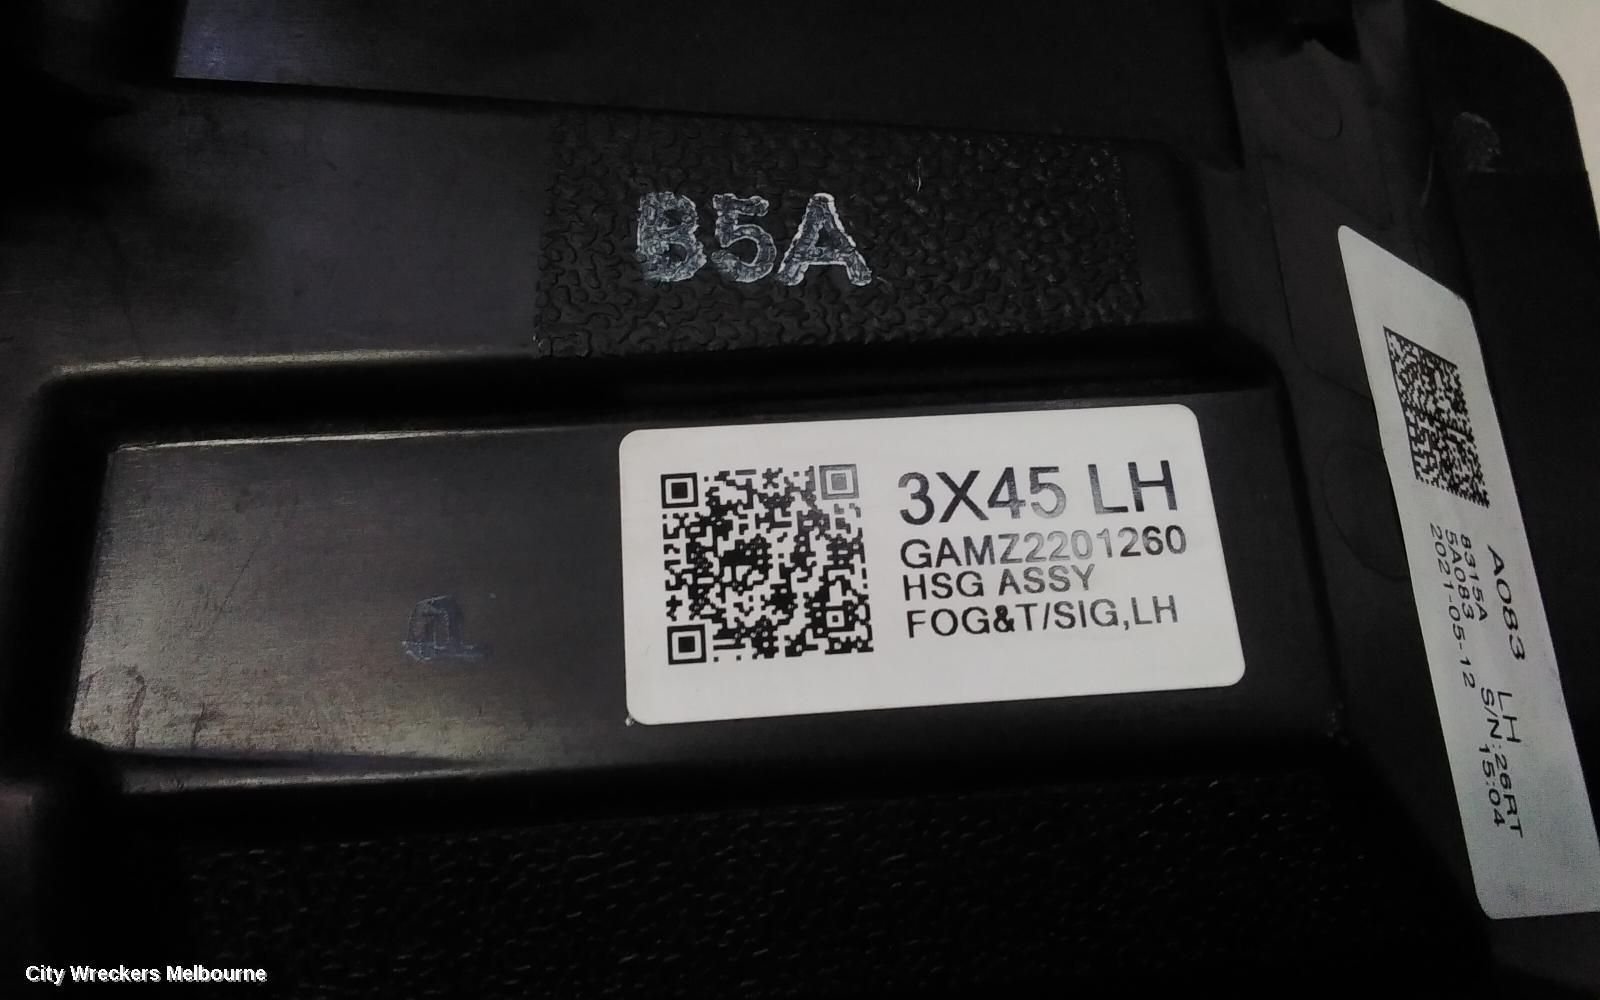 B5A
3X45 LH
GAMZ2201260
HSG ASSY
FOG&T/SIG,LH
A083 LH:26RT
8315A S/N:
5A083 15:04
2021-05-12
City Wreckers Melbourne